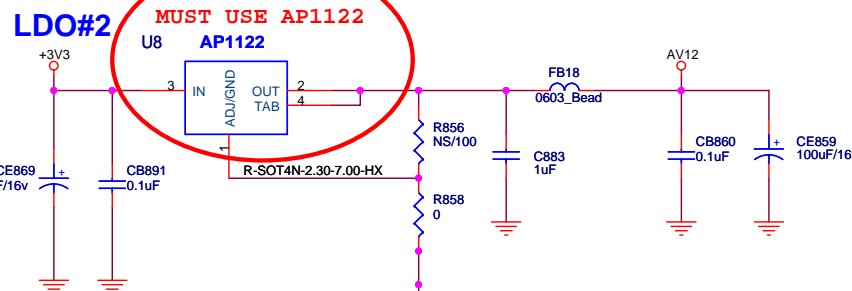 MUST USE AP1122
LDO#2
U8
AP1122
+3V3
AV12
FB18
0603_Bead
3
IN
ADJ/GND
OUT
TAB
2
4
1
R856
NS/100
R-SOT4N-2.30-7.00-HX
R858
0
C883
1uF
CB860
0.1uF
CE859
100uF/16
CE869
F/16v
CB891
0.1uF
+
+